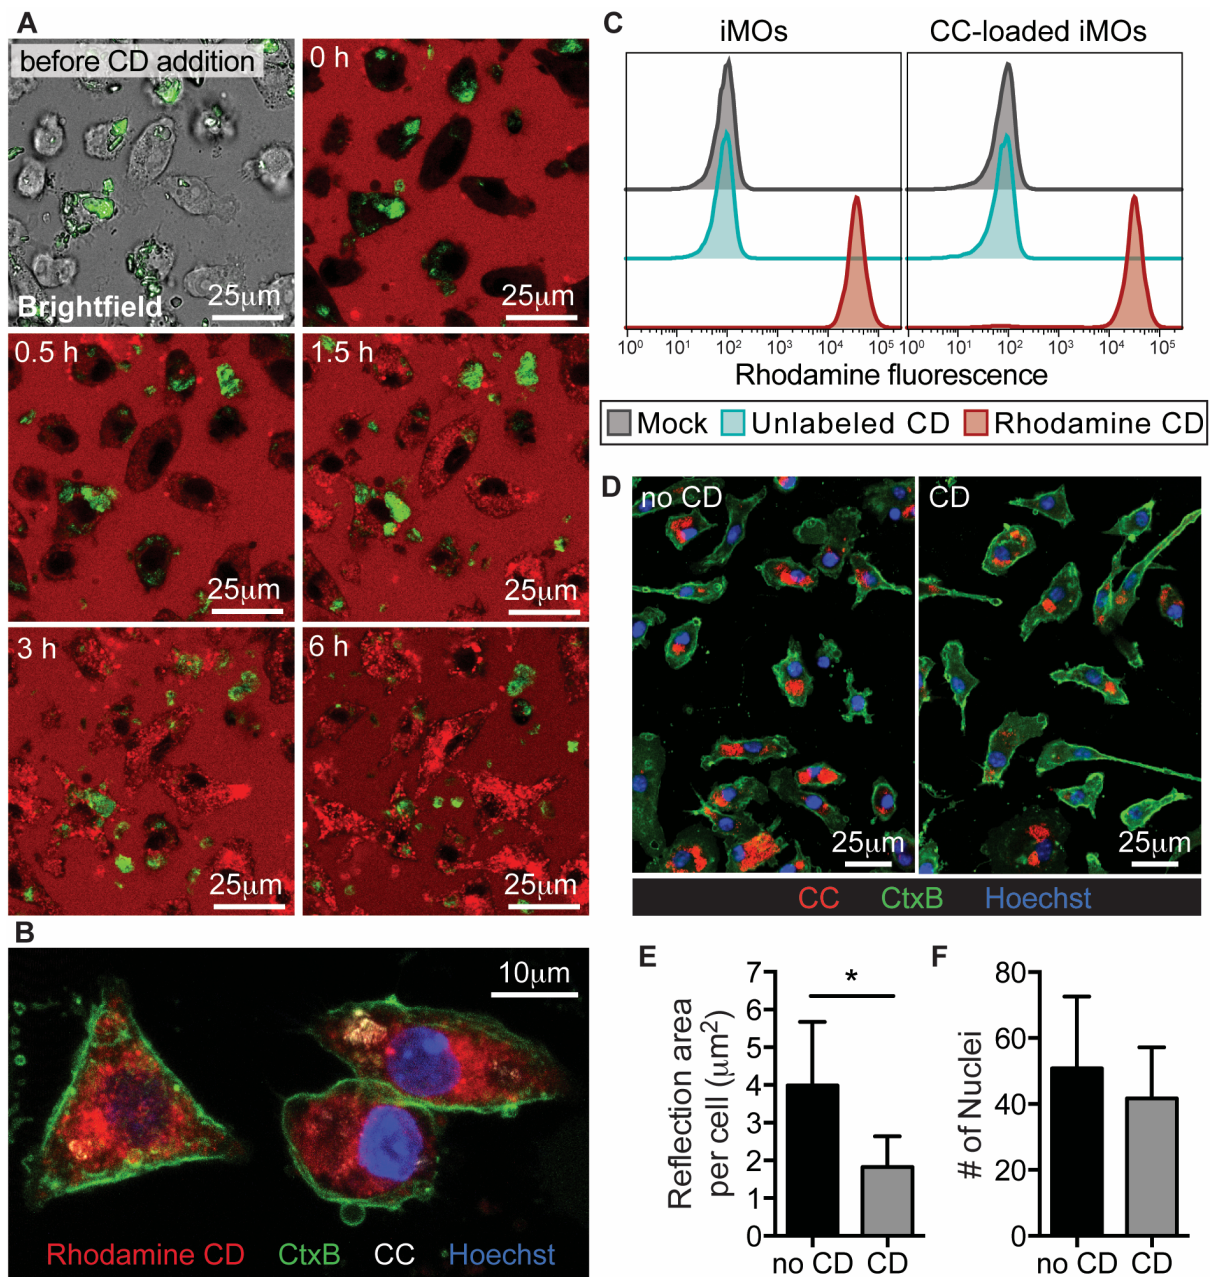 A
before CD addition
Brightfield
25μm
0 h
25μm
0.5 h
25μm
1.5 h
25μm
3 h
25μm
6 h
25μm
B
10μm
Rhodamine CD CtxB CC Hoechst
C
iMOs CC-loaded iMOs
10⁰ 10¹ 10² 10³ 10⁴ 10⁵ 10⁰ 10¹ 10² 10³ 10⁴ 10⁵
Rhodamine fluorescence
Mock Unlabeled CD Rhodamine CD
D
no CD
25μm
CD
25μm
CC CtxB Hoechst
E
Reflection area
per cell (μm²)
7
6
5
4
3
2
1
0
*
no CD CD
F
# of Nuclei
80
60
40
20
0
no CD CD